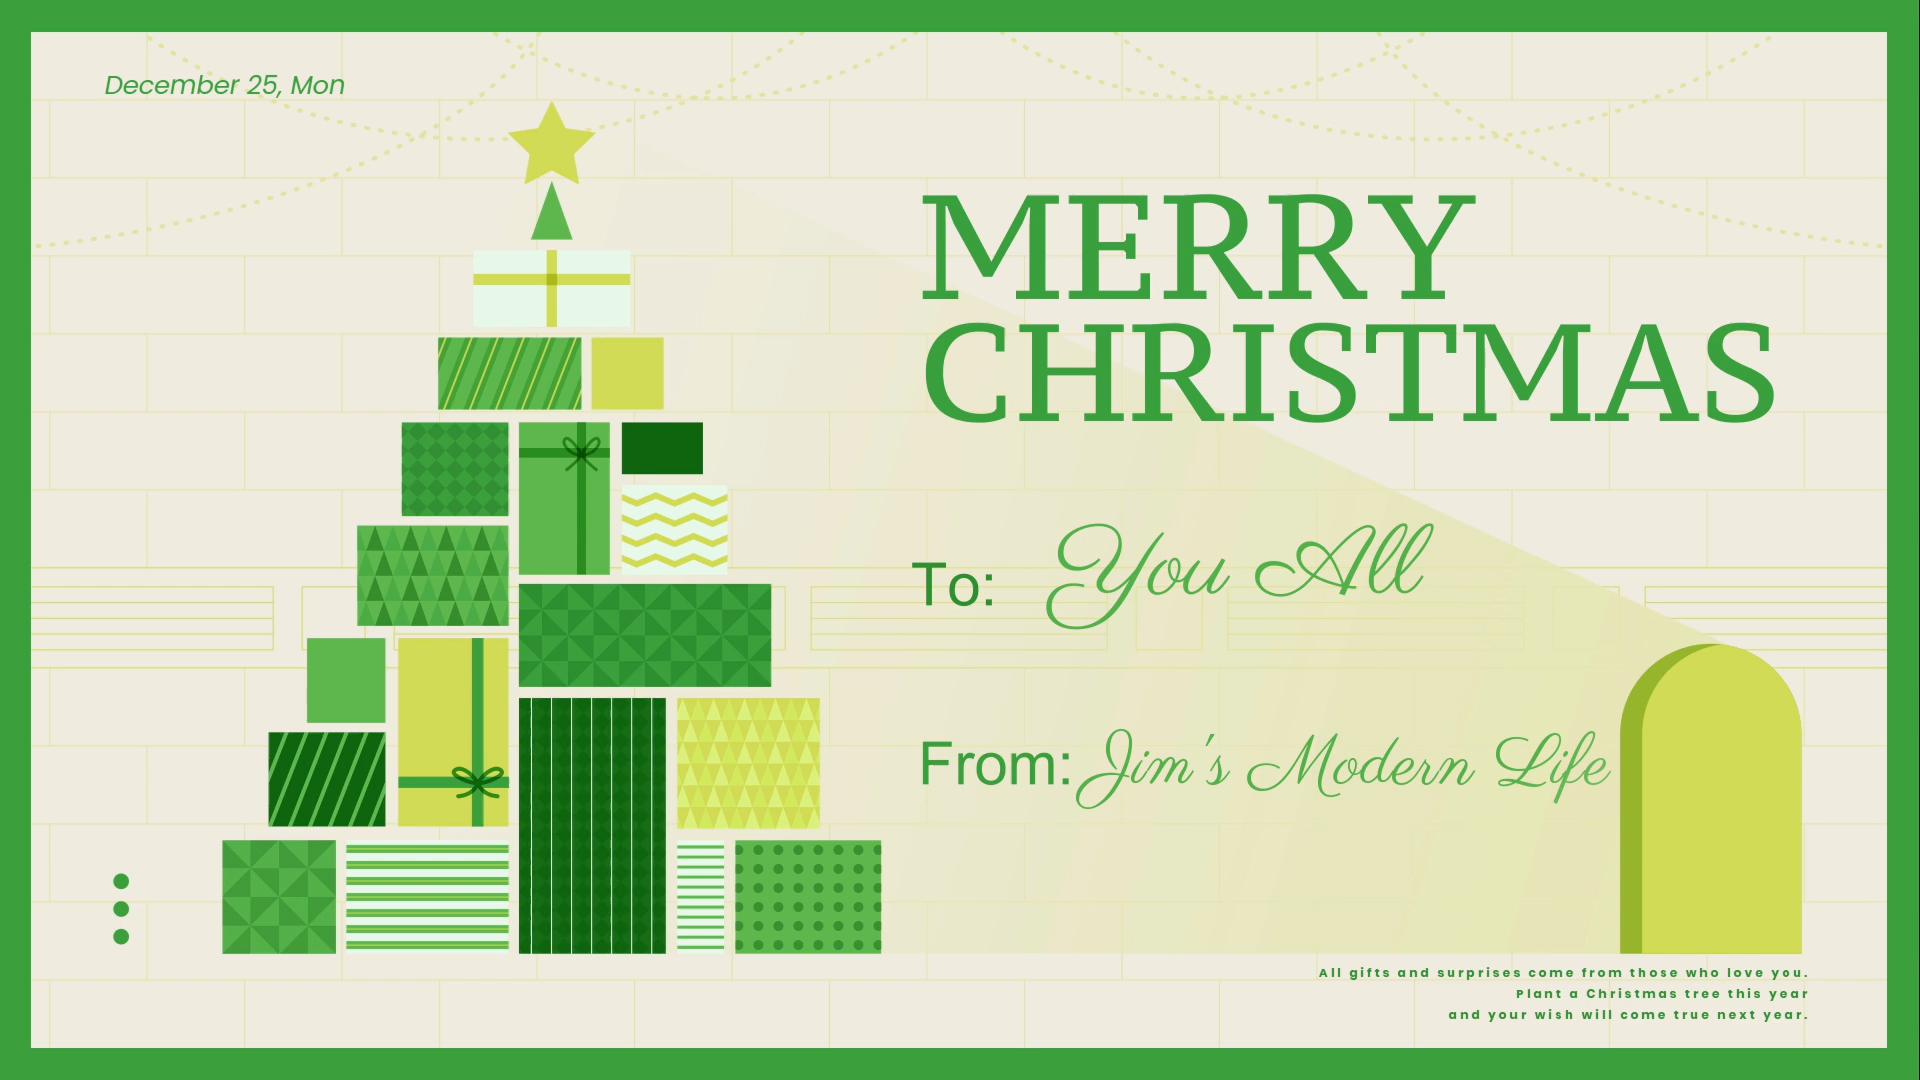 December 25, Mon
MERRY
CHRISTMAS
To: You All
From: Jim's Modern Life
All gifts and surprises come from those who love you.
Plant a Christmas tree this year
and your wish will come true next year.